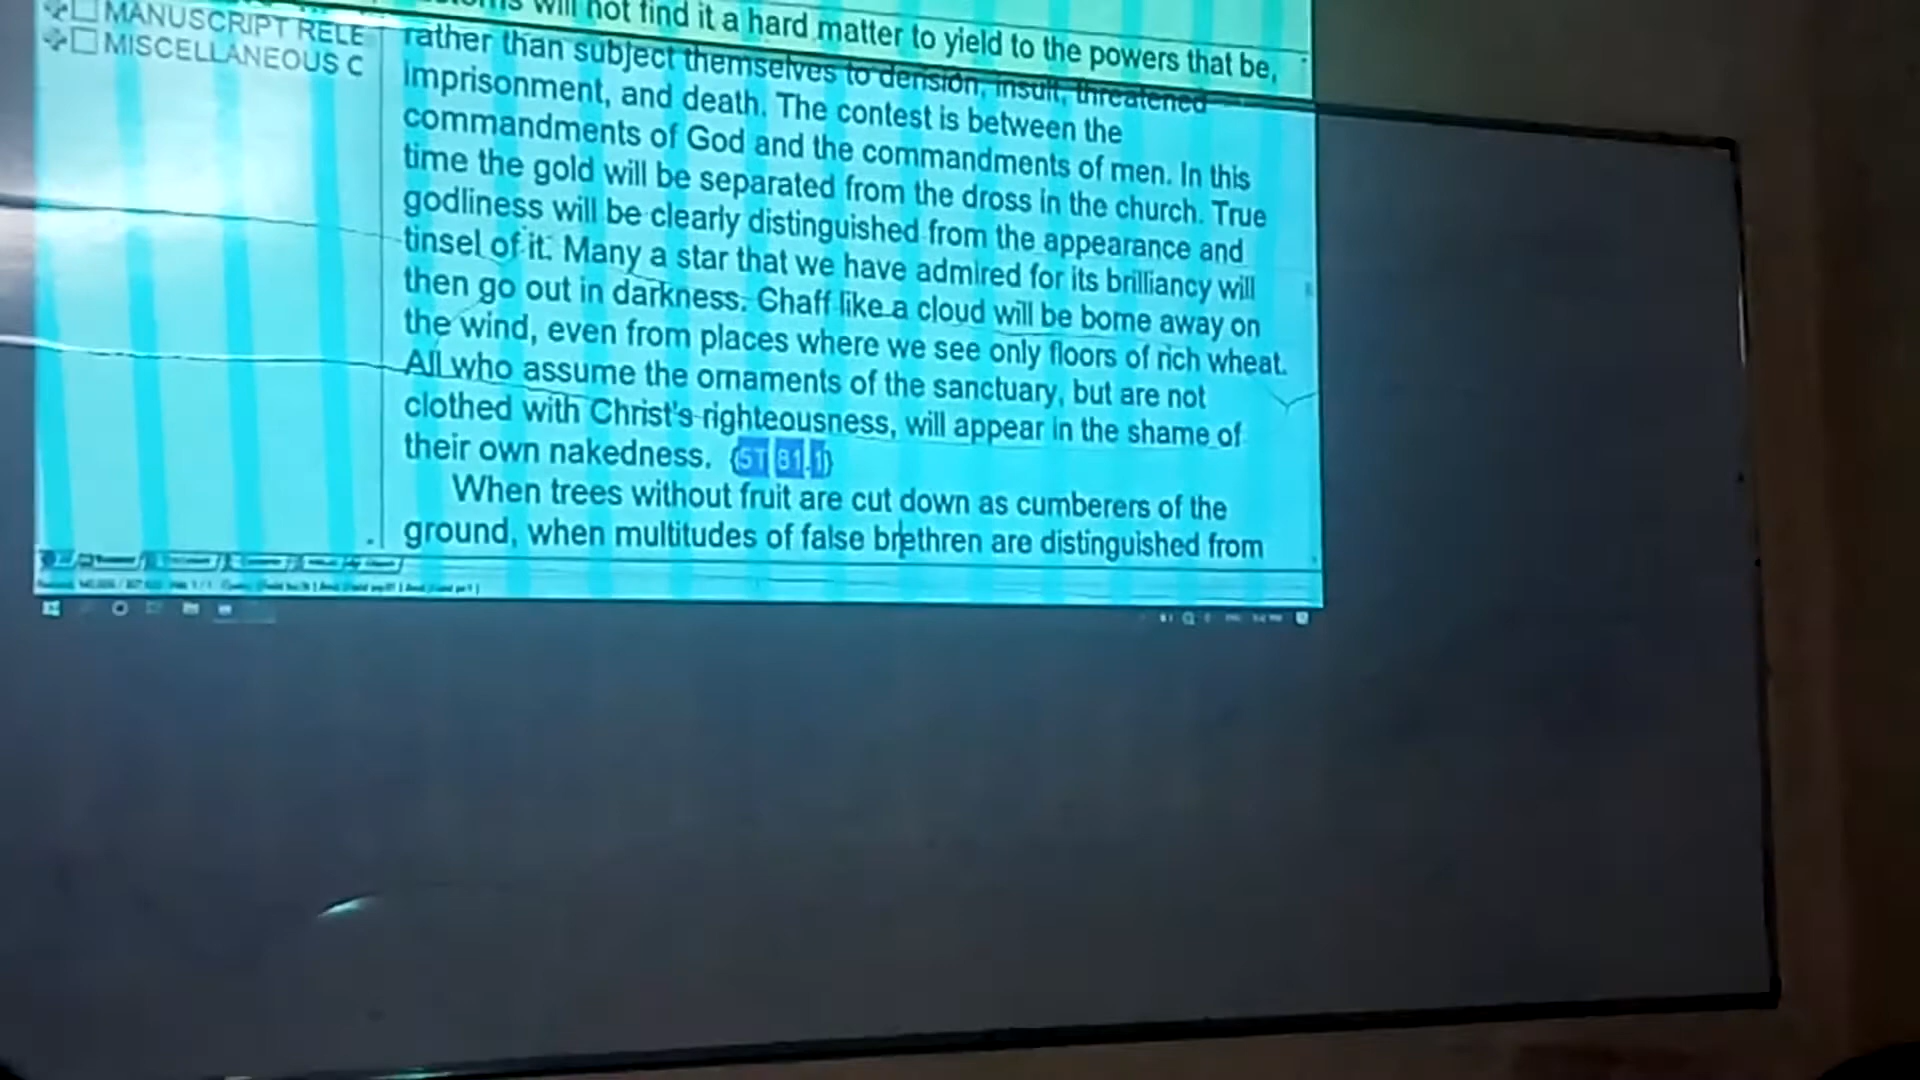 MANUSCRIPT RELE
MISCELLANEOUS C
will not find it a hard matter to yield to the powers that be,
rather than subject themselves to derision, insult, threatened
imprisonment, and death. The contest is between the
commandments of God and the commandments of men. In this
time the gold will be separated from the dross in the church. True
godliness will be clearly distinguished from the appearance and
tinsel of it. Many a star that we have admired for its brilliancy will
then go out in darkness. Chaff like a cloud will be borne away on
the wind, even from places where we see only floors of rich wheat.
All who assume the ornaments of the sanctuary, but are not
clothed with Christ's righteousness, will appear in the shame of
their own nakedness. {5T 81.1}
When trees without fruit are cut down as cumberers of the
ground, when multitudes of false brethren are distinguished from